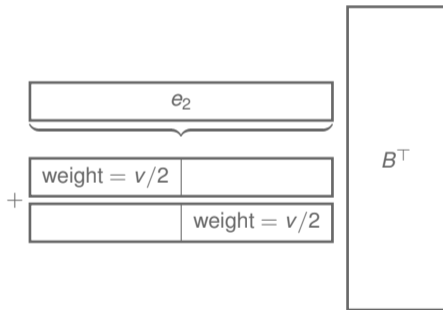 e₂
B⊤
weight = v/2
+
weight = v/2